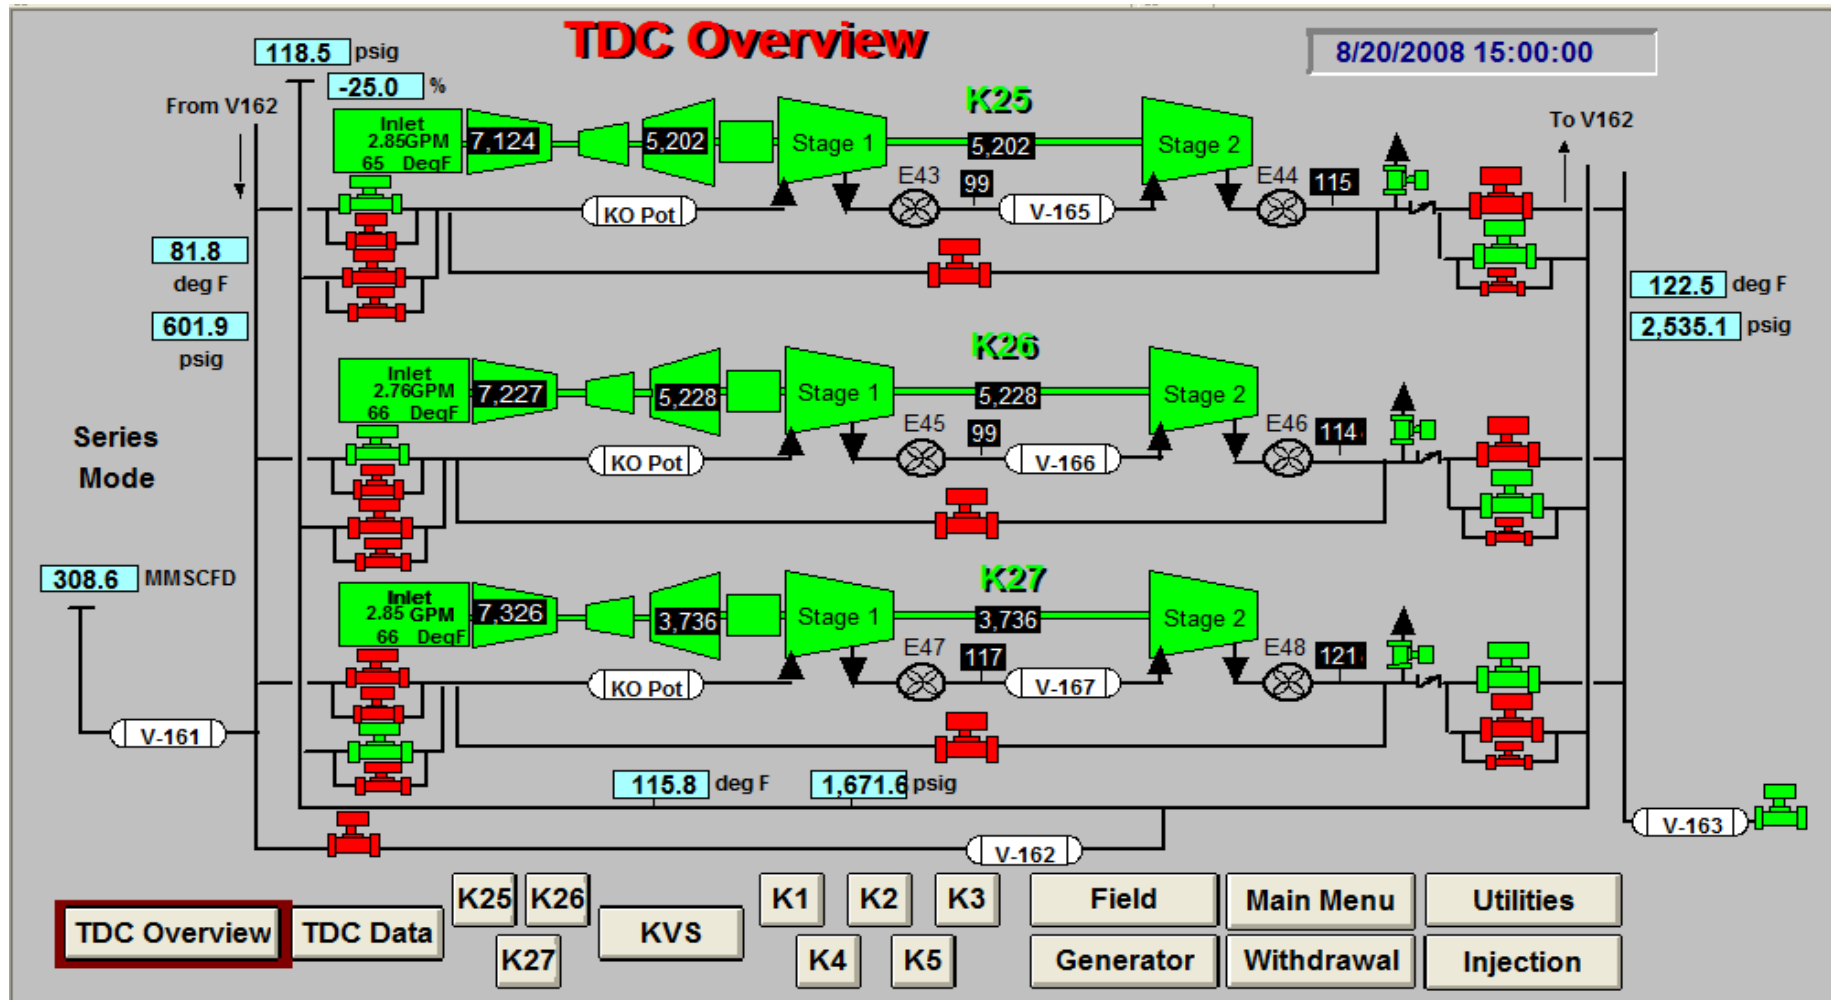 TDC Overview
8/20/2008 15:00:00
118.5 psig
-25.0 %
From V162
To V162
K25
Inlet
2.85GPM
65 DegF
7,124
5,202
Stage 1
5,202
Stage 2
E43
99
E44
115
KO Pot
V-165
81.8
deg F
601.9
psig
122.5 deg F
2,535.1 psig
K26
Inlet
2.76GPM
66 DegF
7,227
5,228
Stage 1
5,228
Stage 2
E45
99
E46
114
KO Pot
V-166
Series
Mode
308.6 MMSCFD
K27
Inlet
2.85 GPM
66 DegF
7,326
3,736
Stage 1
3,736
Stage 2
E47
117
E48
121
KO Pot
V-167
V-161
115.8 deg F
1,671.6 psig
V-163
V-162
TDC Overview
TDC Data
K25
K26
K27
KVS
K1
K2
K3
K4
K5
Field
Main Menu
Utilities
Generator
Withdrawal
Injection